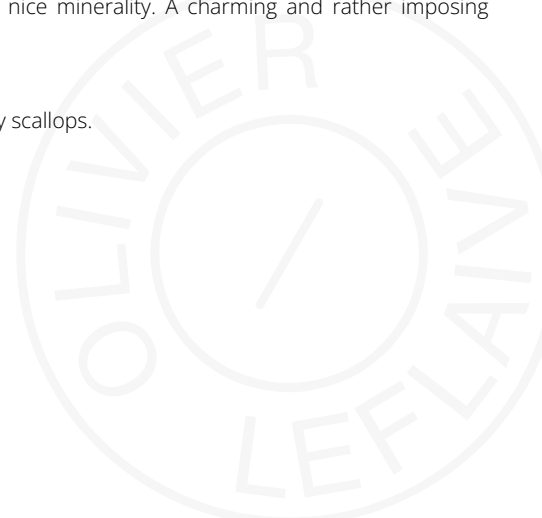 nice minerality. A charming and rather imposing
y scallops.
OLIVIER
LEFLAIVE